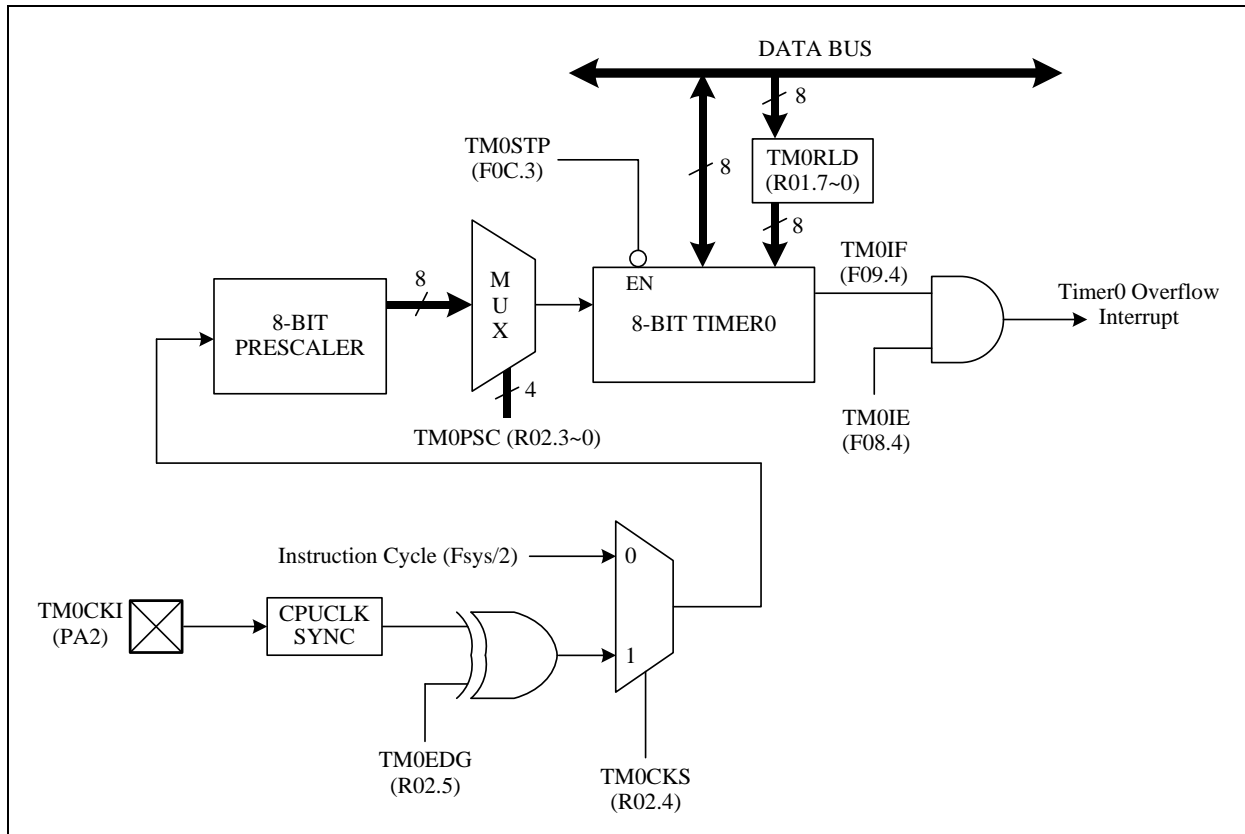 DATA BUS
8
TM0STP
(F0C.3)
8
TM0RLD
(R01.7~0)
8
TM0IF
(F09.4)
8
M
U
X
EN
8-BIT
PRESCALER
8-BIT TIMER0
Timer0 Overflow
Interrupt
4
TM0PSC (R02.3~0)
TM0IE
(F08.4)
Instruction Cycle (Fsys/2)
0
TM0CKI
(PA2)
CPUCLK
SYNC
1
TM0EDG
(R02.5)
TM0CKS
(R02.4)